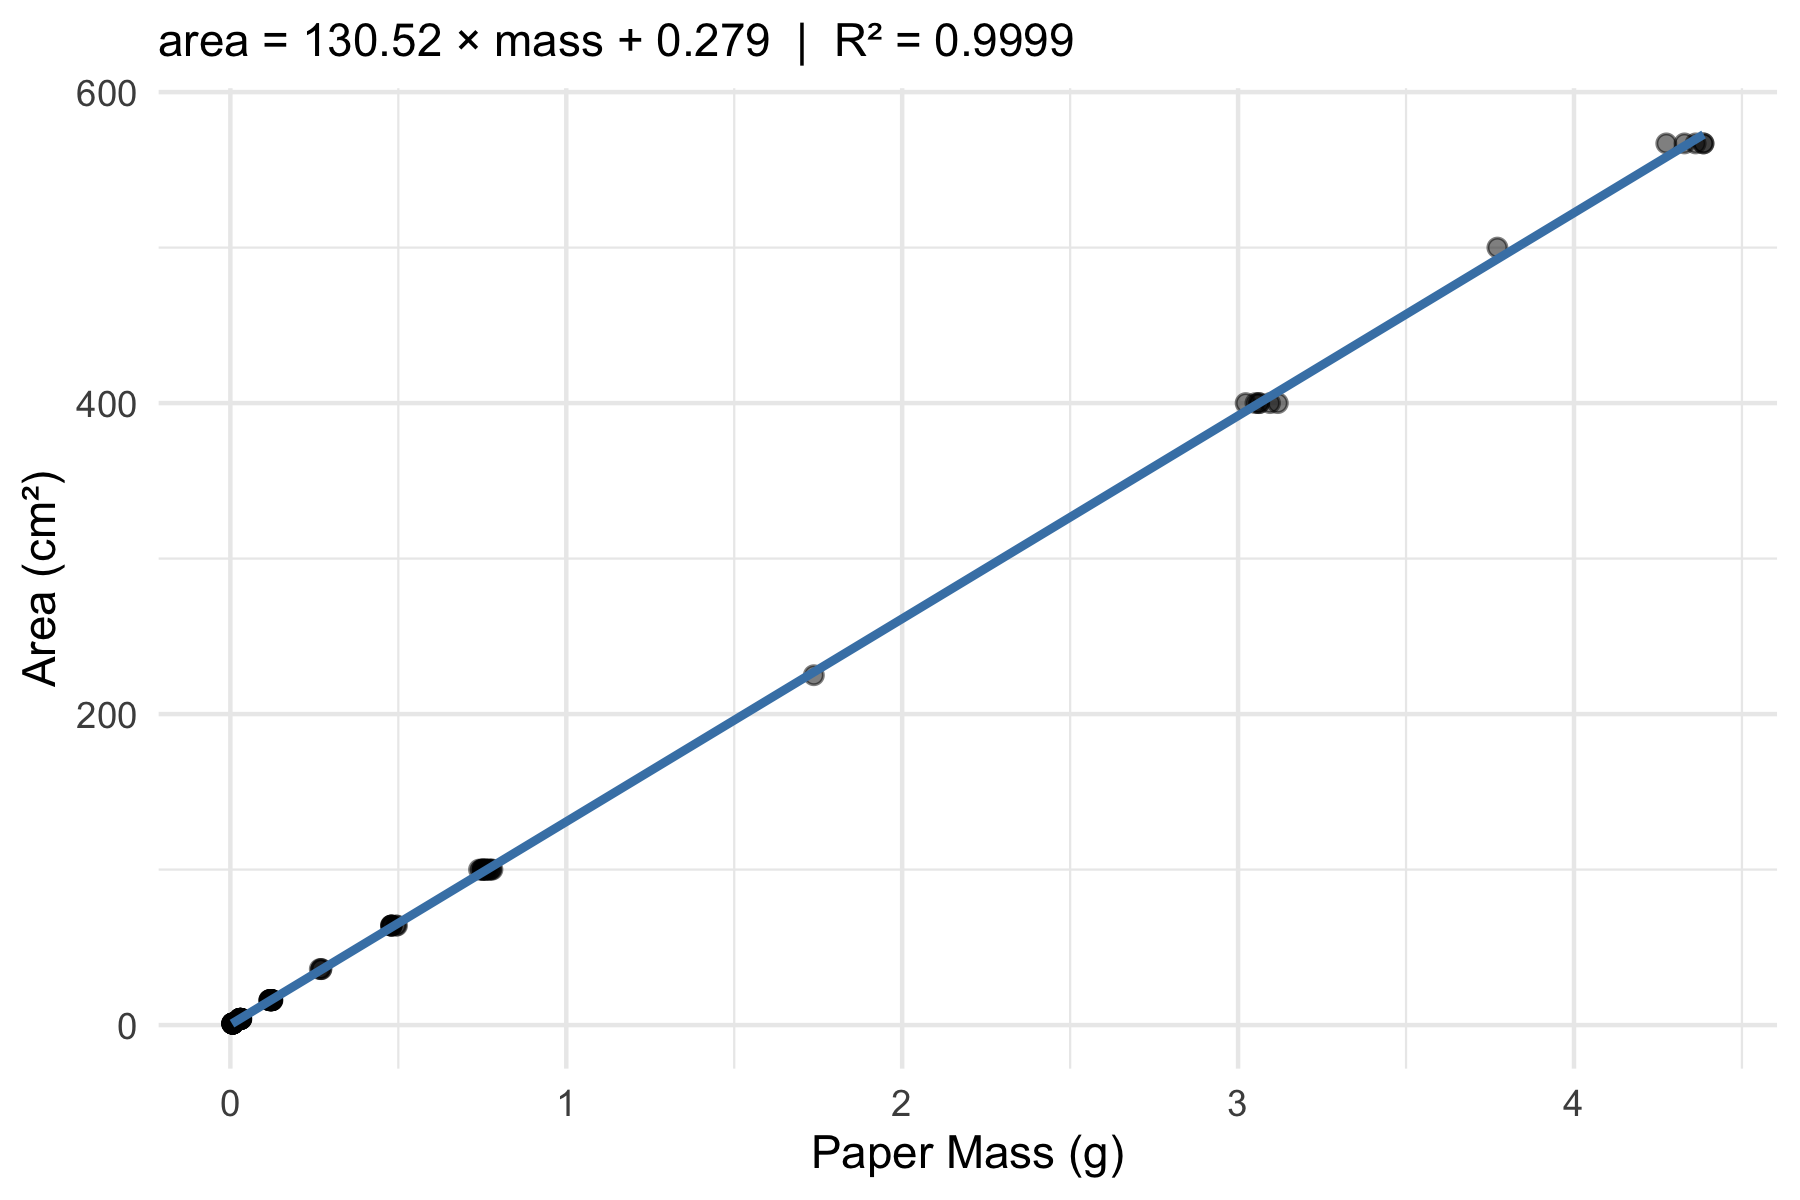 area = 130.52 × mass + 0.279 | R² = 0.9999
600
400
200
0
Area (cm²)
0 1 2 3 4
Paper Mass (g)